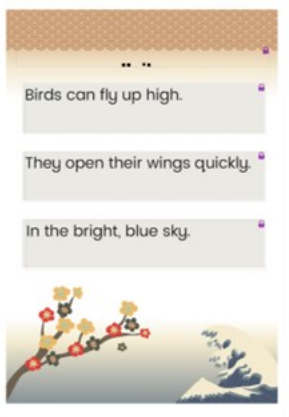 Birds can fly up high.
They open their wings quickly.
In the bright, blue sky.